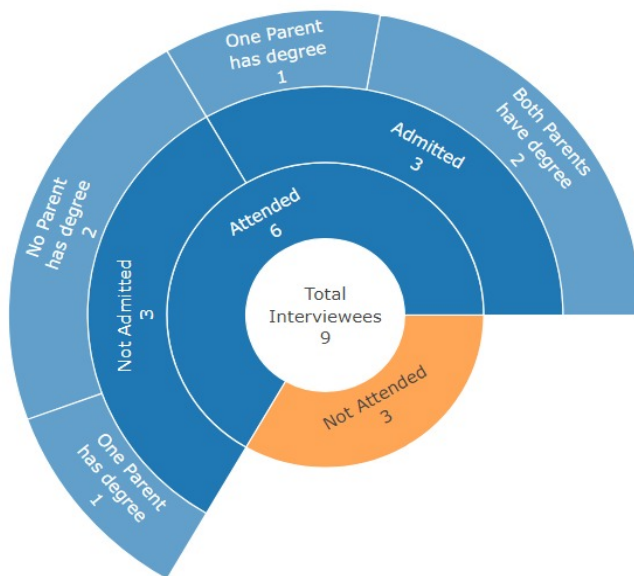 Total
Interviewees
9
Attended
6
Not Attended
3
Admitted
3
Not Admitted
3
One Parent
has degree
1
Both Parents
have degree
2
No Parent
has degree
2
One Parent
has degree
1